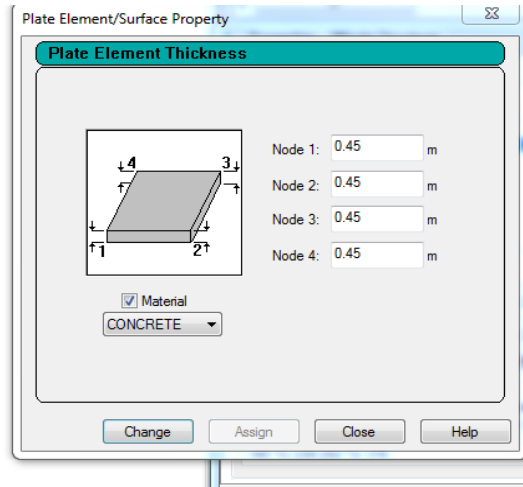 Plate Element/Surface Property
Plate Element Thickness
4 3
1 2
Node 1: 0.45 m
Node 2: 0.45 m
Node 3: 0.45 m
Node 4: 0.45 m
Material
CONCRETE
Change Assign Close Help